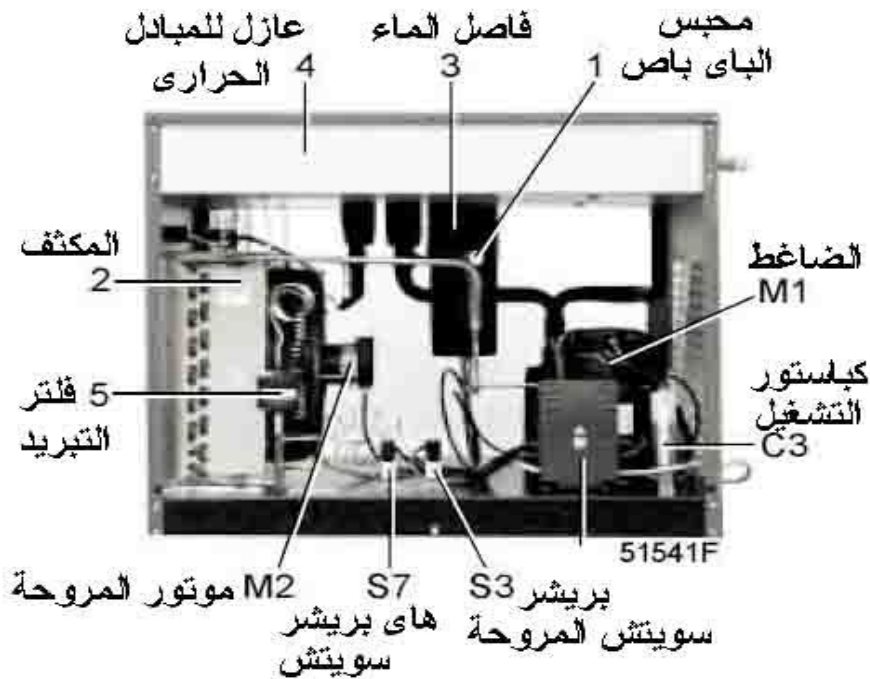 محبس
الباى باص
1
فاصل الماء
3
عازل للمبادل
الحرارى
4
المكثف
2
الضاغط
M1
فلتر
التبريد
5
كباستور
التشغيل
C3
51541F
موتور المروحة M2
S7
هاى بريشر
سويتش
S3 بريشر
سويتش المروحة